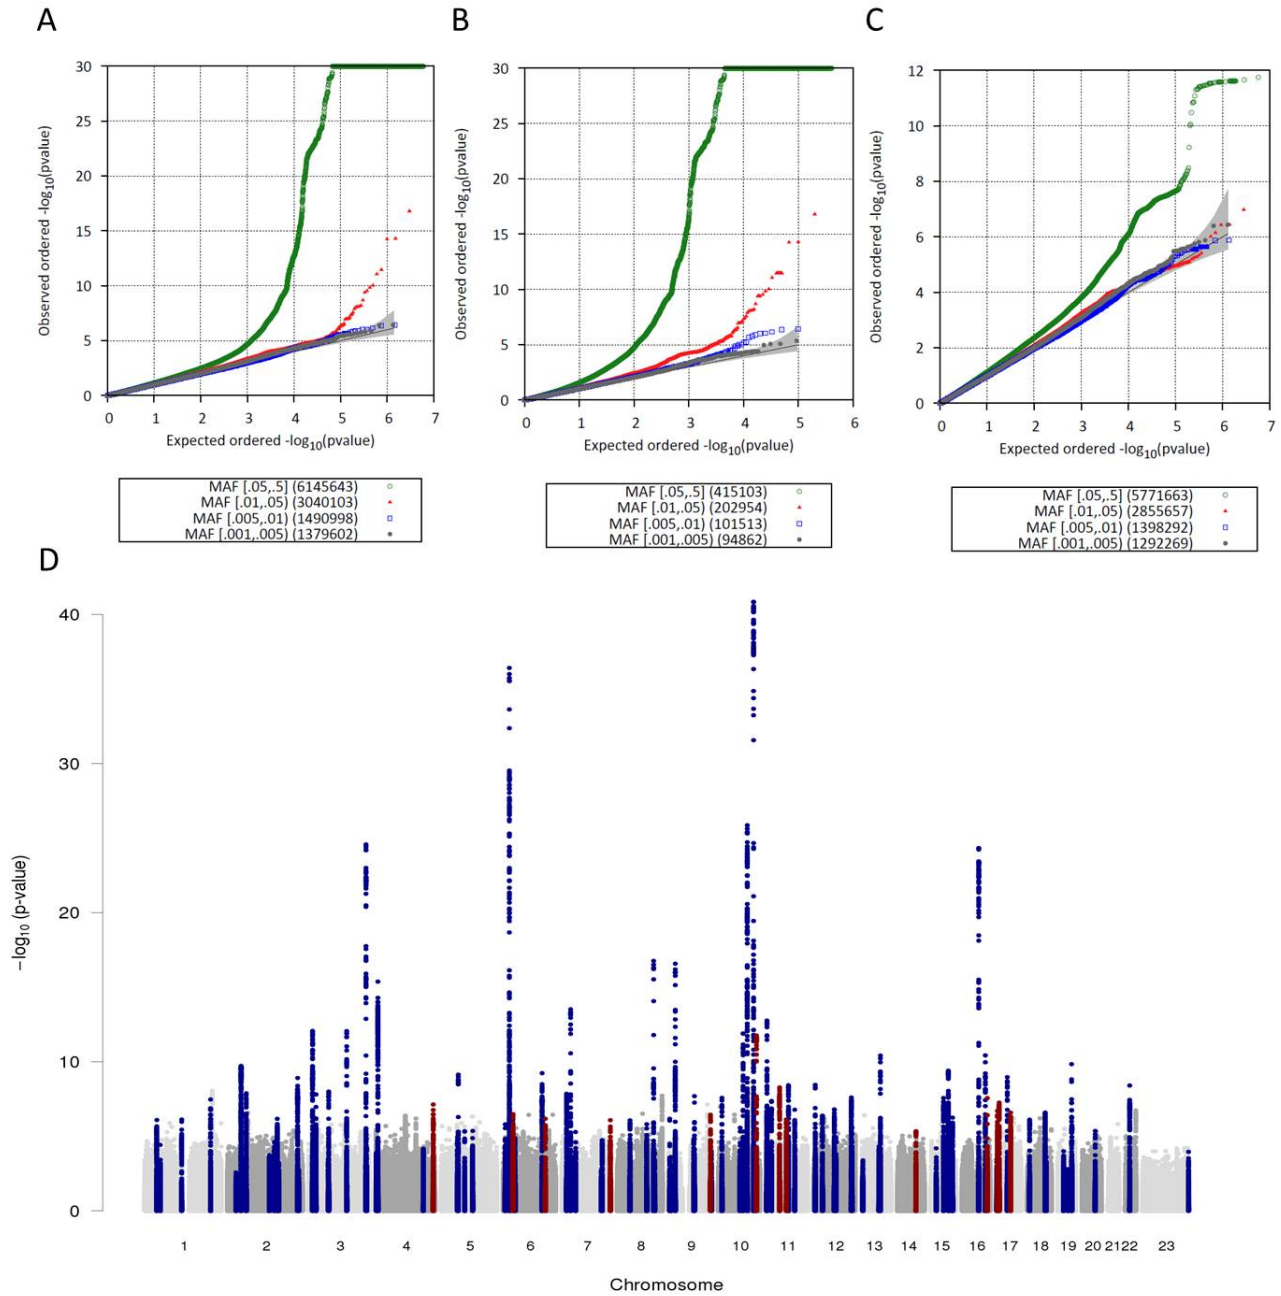 A
B
C
30
25
20
15
10
5
0
Observed ordered -log10(pvalue)
0 1 2 3 4 5 6 7
Expected ordered -log10(pvalue)
MAF [.05,.5] (6145643)
MAF [.01,.05) (3040103)
MAF [.005,.01) (1490998)
MAF [.001,.005) (1379602)
30
25
20
15
10
5
0
Observed ordered -log10(pvalue)
0 1 2 3 4 5 6
Expected ordered -log10(pvalue)
MAF [.05,.5] (415103)
MAF [.01,.05) (202954)
MAF [.005,.01) (101513)
MAF [.001,.005) (94862)
12
10
8
6
4
2
0
Observed ordered -log10(pvalue)
0 1 2 3 4 5 6 7
Expected ordered -log10(pvalue)
MAF [.05,.5] (5771663)
MAF [.01,.05) (2855657)
MAF [.005,.01) (1398292)
MAF [.001,.005) (1292269)
D
40
30
20
10
0
−log10 (p-value)
1 2 3 4 5 6 7 8 9 10 11 12 13 14 15 16 17 18 19 20 21 22 23
Chromosome